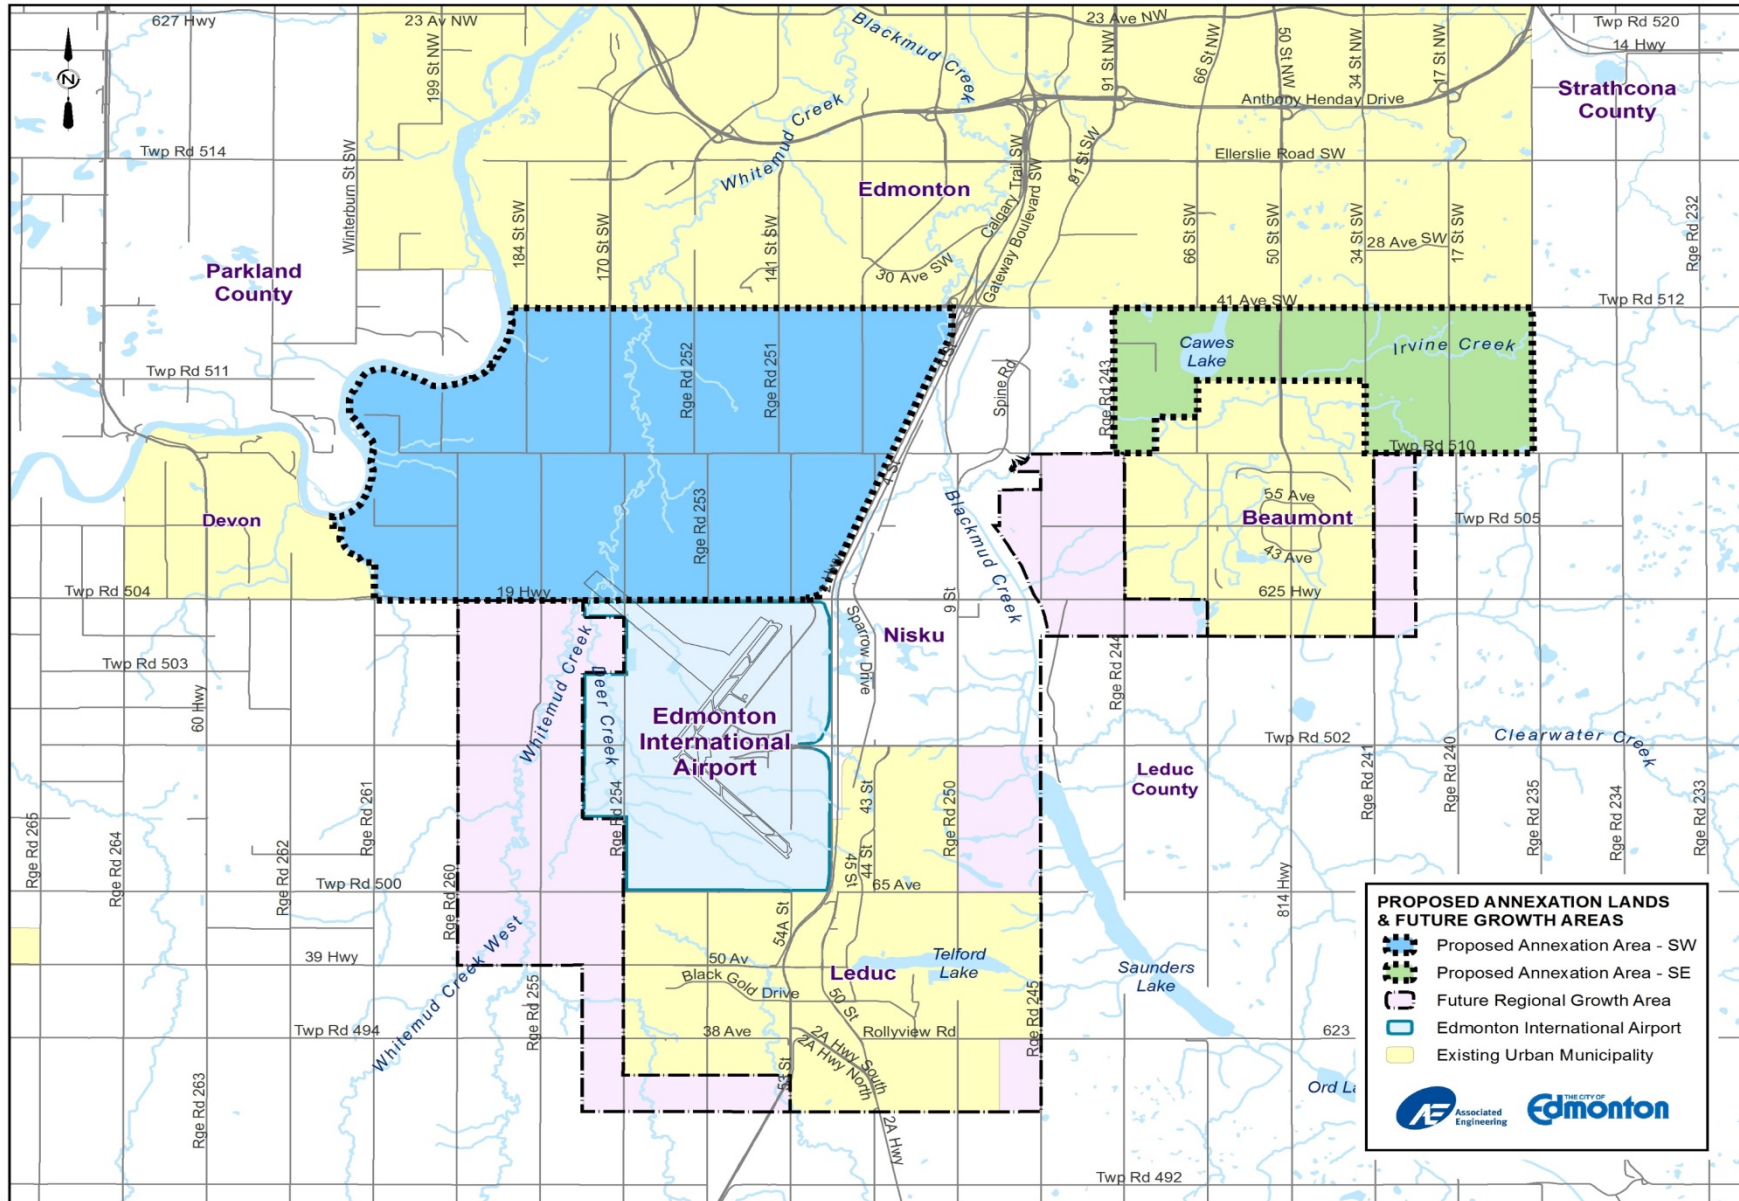 627 Hwy
23 Av NW
Blackmud Creek
23 Ave NW
Twp Rd 520
14 Hwy
N
199 St NW
91 St NW
66 St NW
50 St NW
34 St NW
17 St NW
Strathcona
County
Anthony Henday Drive
Whitemud Creek
Twp Rd 514
Ellerslie Road SW
Edmonton
Winterburn St SW
184 St SW
170 St SW
141 St SW
30 Ave SW
Calgary Trail SW
Gateway Boulevard SW
91 St SW
66 St SW
50 St SW
34 St SW
28 Ave SW
17 St SW
Rge Rd 232
Parkland
County
41 Ave SW
Twp Rd 512
Twp Rd 511
Rge Rd 252
Rge Rd 251
Spine Rd
Rge Rd 243
Cawes
Lake
Irvine Creek
Twp Rd 510
4 St
Rge Rd 253
Blackmud Creek
55 Ave
Beaumont
43 Ave
Twp Rd 505
Devon
Twp Rd 504
19 Hwy
625 Hwy
9 St
Nisku
Sparrow Drive
Twp Rd 503
60 Hwy
Whitemud Creek
Deer Creek
Edmonton
International
Airport
Rge Rd 244
Twp Rd 502
Clearwater Creek
Leduc
County
Rge Rd 265
Rge Rd 264
Rge Rd 262
Rge Rd 261
Rge Rd 254
43 St
44 St
45 St
Rge Rd 250
Rge Rd 241
Rge Rd 240
Rge Rd 235
Rge Rd 234
Rge Rd 233
Twp Rd 500
65 Ave
Rge Rd 260
814 Hwy
Whitemud Creek West
39 Hwy
54A St
50 Av
Black Gold Drive
Leduc
Telford
Lake
Saunders
Lake
Rge Rd 255
50 St
Rge Rd 245
Twp Rd 494
38 Ave
Rollyview Rd
623
2A Hwy South
2A Hwy North
53 St
Rge Rd 263
2A Hwy
Ord La
Twp Rd 492
PROPOSED ANNEXATION LANDS
& FUTURE GROWTH AREAS
Proposed Annexation Area - SW
Proposed Annexation Area - SE
Future Regional Growth Area
Edmonton International Airport
Existing Urban Municipality
AE Associated
Engineering
THE CITY OF
Edmonton